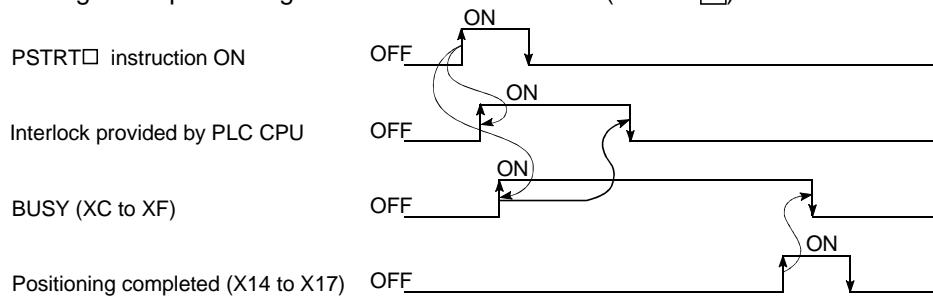 ON
PSTRT□ instruction ON OFF
ON
Interlock provided by PLC CPU OFF
ON
BUSY (XC to XF) OFF
ON
Positioning completed (X14 to X17) OFF